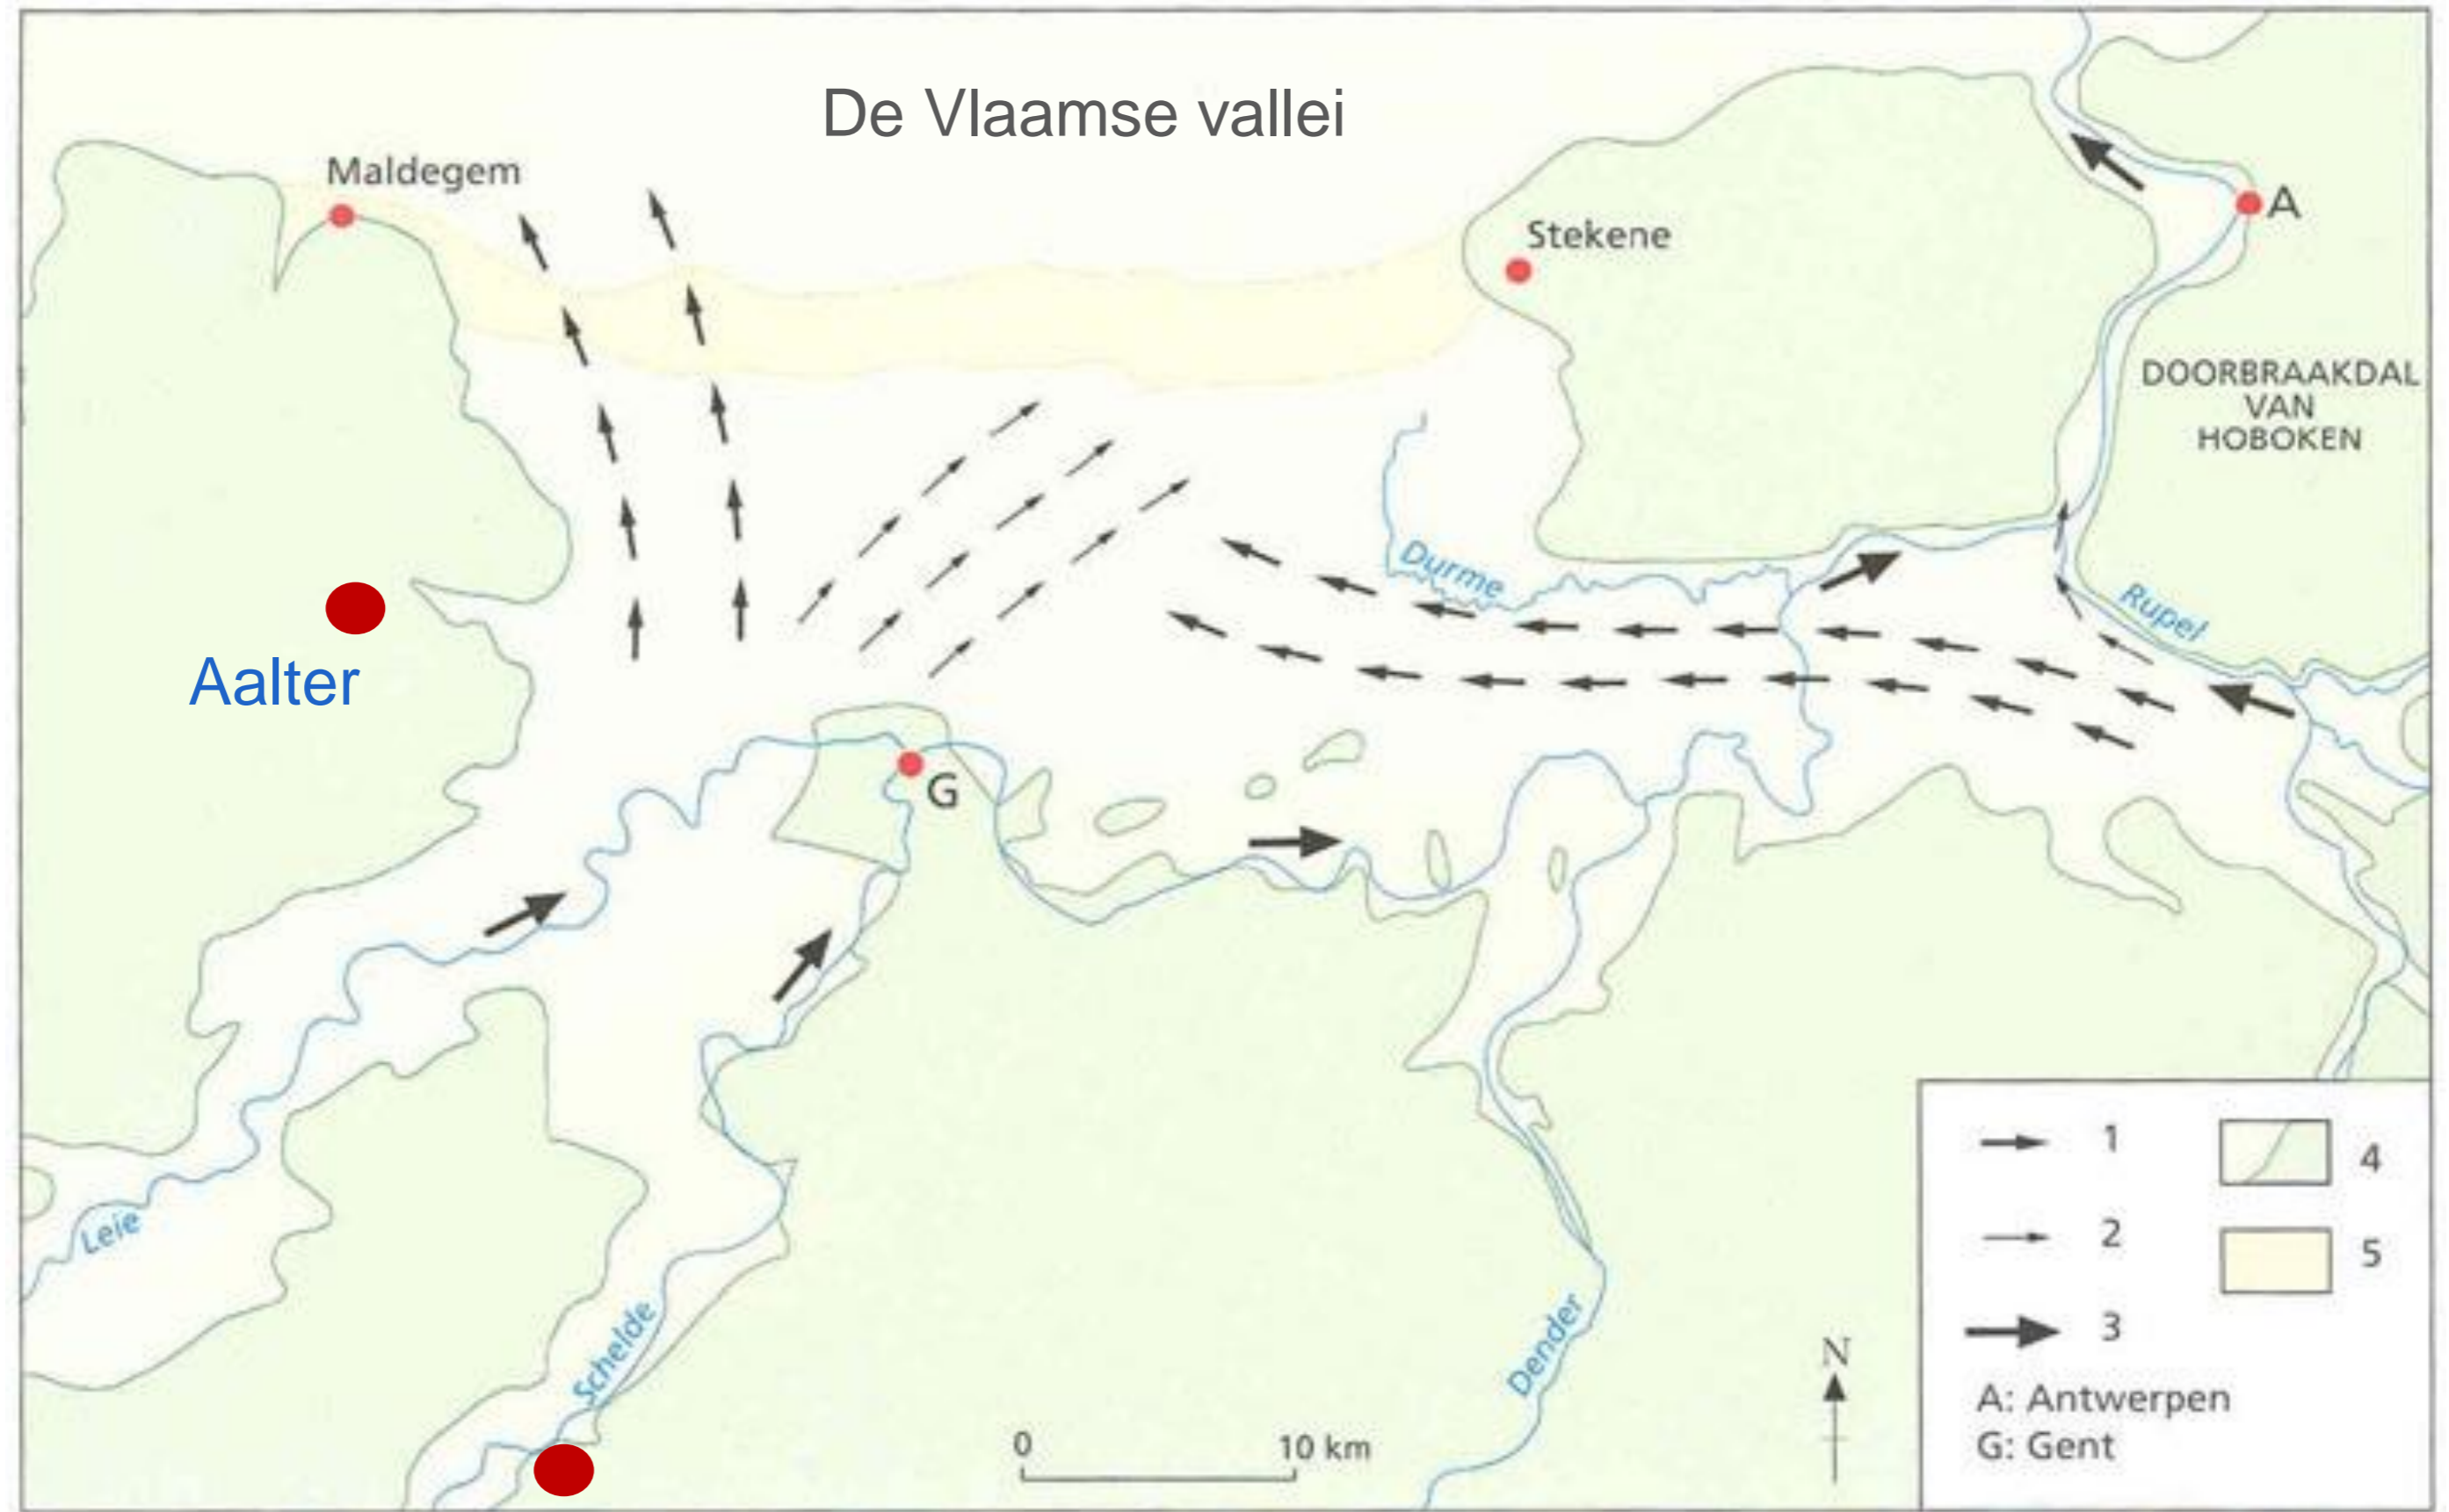 De Vlaamse vallei
Maldegem
Stekene
A
DOORBRAAKDAL
VAN
HOBOKEN
Durme
Rupel
Aalter
G
Leie
Schelde
Dender
N
0 10 km
1
2
3
4
5
A: Antwerpen
G: Gent